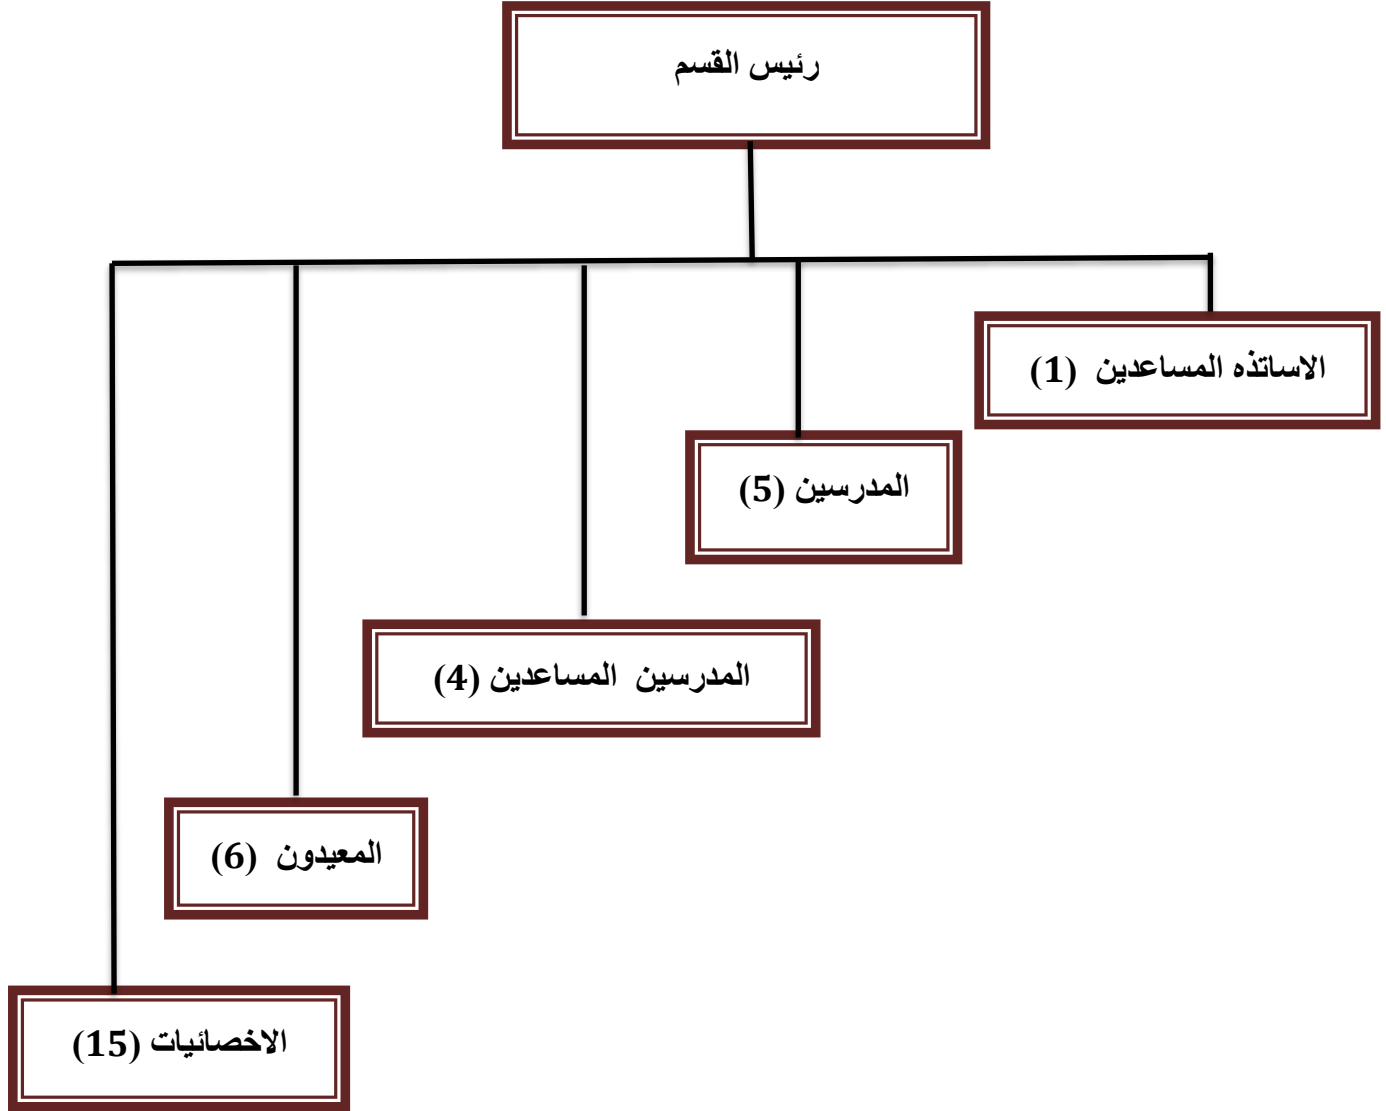 رئيس القسم
الاساتذه المساعدين (1)
المدرسين (5)
المدرسين المساعدين (4)
المعيدون (6)
الاخصائيات (15)